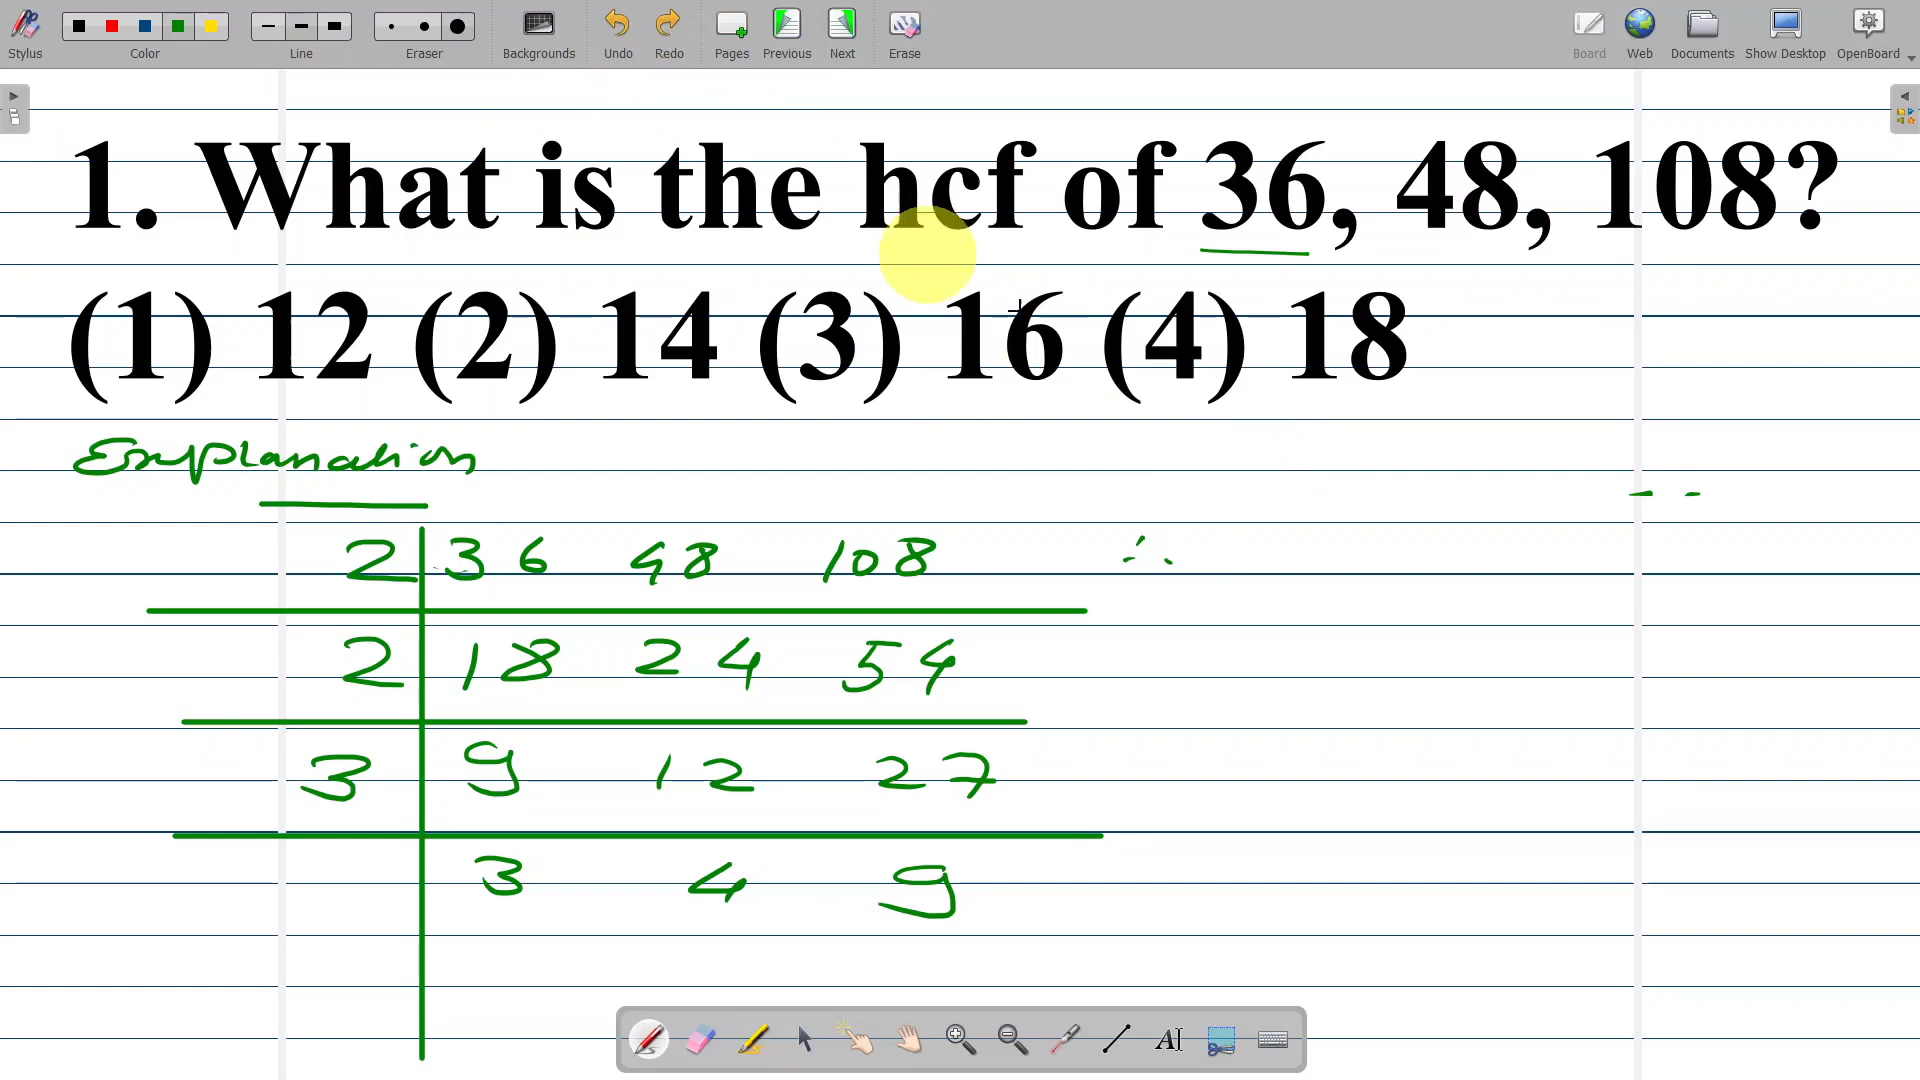 Stylus Color Line Eraser Backgrounds Undo Redo Pages Previous Next Erase Board Web Documents Show Desktop OpenBoard
1. What is the hcf of 36, 48, 108?
(1) 12 (2) 14 (3) 16 (4) 18
Explanation
2 36 48 108 ∴
2 18 24 54
3 9 12 27
3 4 9